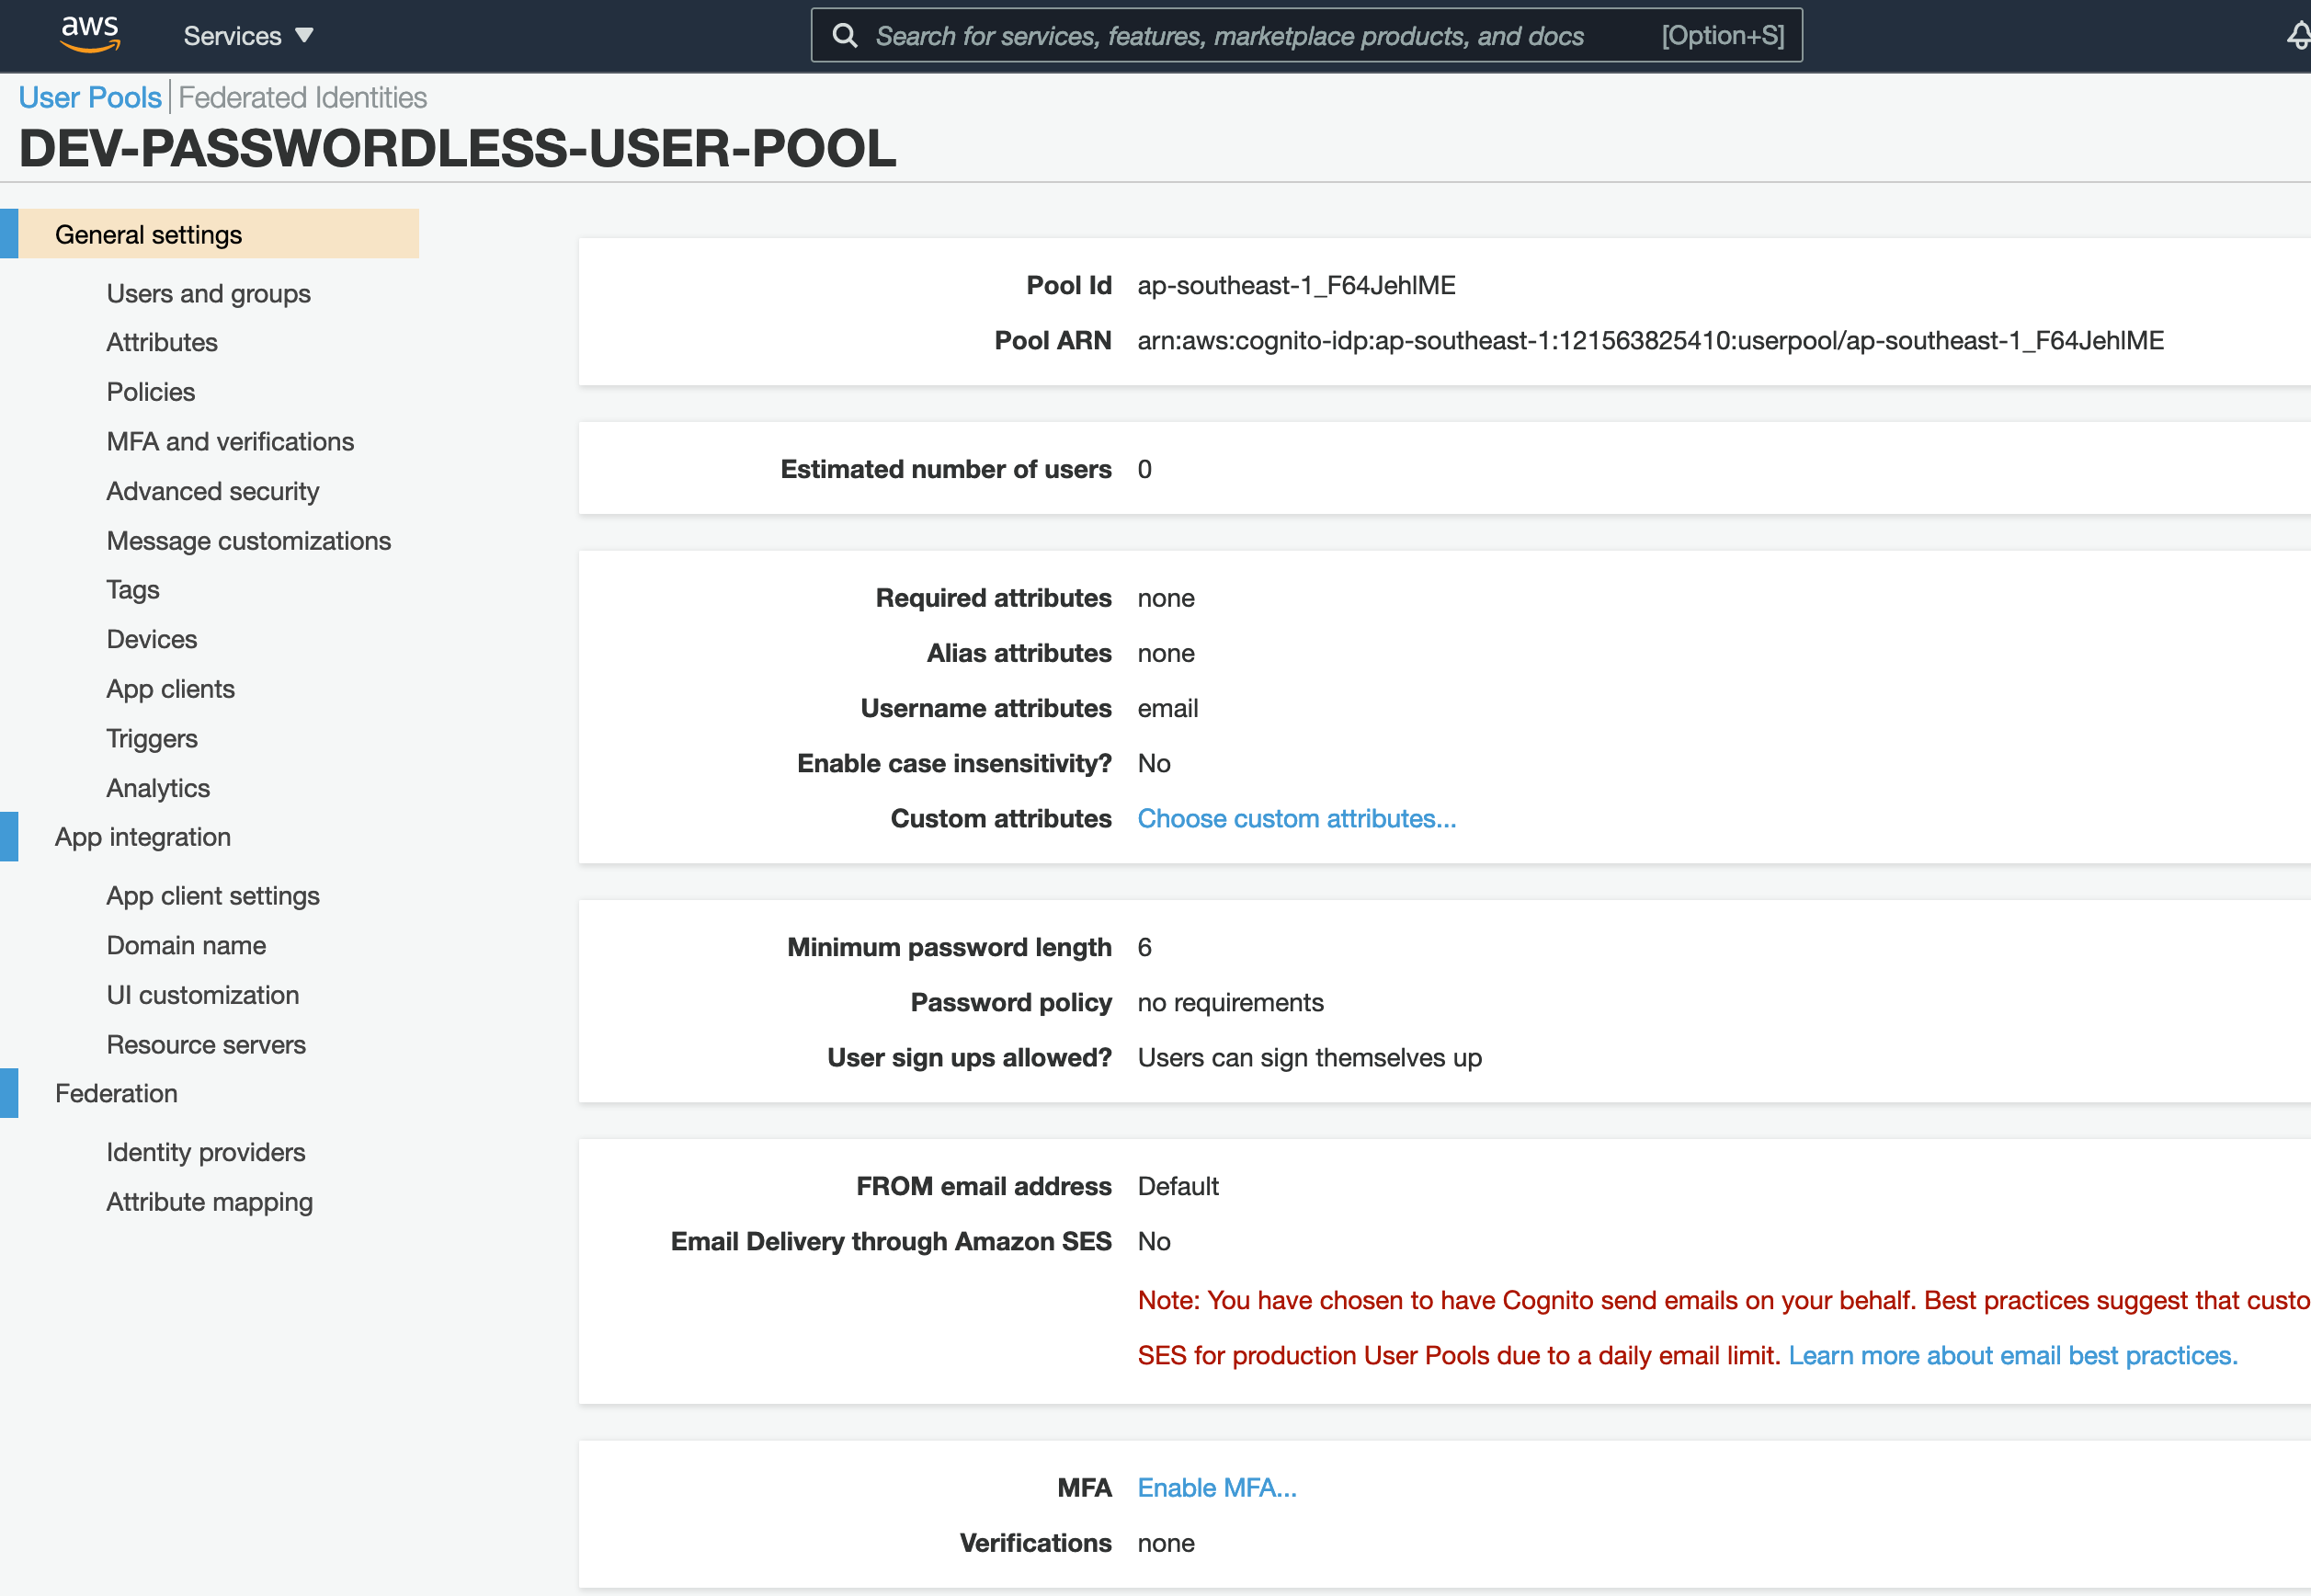 aws
Services ▼
Search for services, features, marketplace products, and docs [Option+S]
User Pools | Federated Identities
DEV-PASSWORDLESS-USER-POOL
General settings
Users and groups
Attributes
Policies
MFA and verifications
Advanced security
Message customizations
Tags
Devices
App clients
Triggers
Analytics
App integration
App client settings
Domain name
UI customization
Resource servers
Federation
Identity providers
Attribute mapping
Pool Id ap-southeast-1_F64JehlME
Pool ARN arn:aws:cognito-idp:ap-southeast-1:121563825410:userpool/ap-southeast-1_F64JehlME
Estimated number of users 0
Required attributes none
Alias attributes none
Username attributes email
Enable case insensitivity? No
Custom attributes Choose custom attributes...
Minimum password length 6
Password policy no requirements
User sign ups allowed? Users can sign themselves up
FROM email address Default
Email Delivery through Amazon SES No
Note: You have chosen to have Cognito send emails on your behalf. Best practices suggest that custo
SES for production User Pools due to a daily email limit. Learn more about email best practices.
MFA Enable MFA...
Verifications none